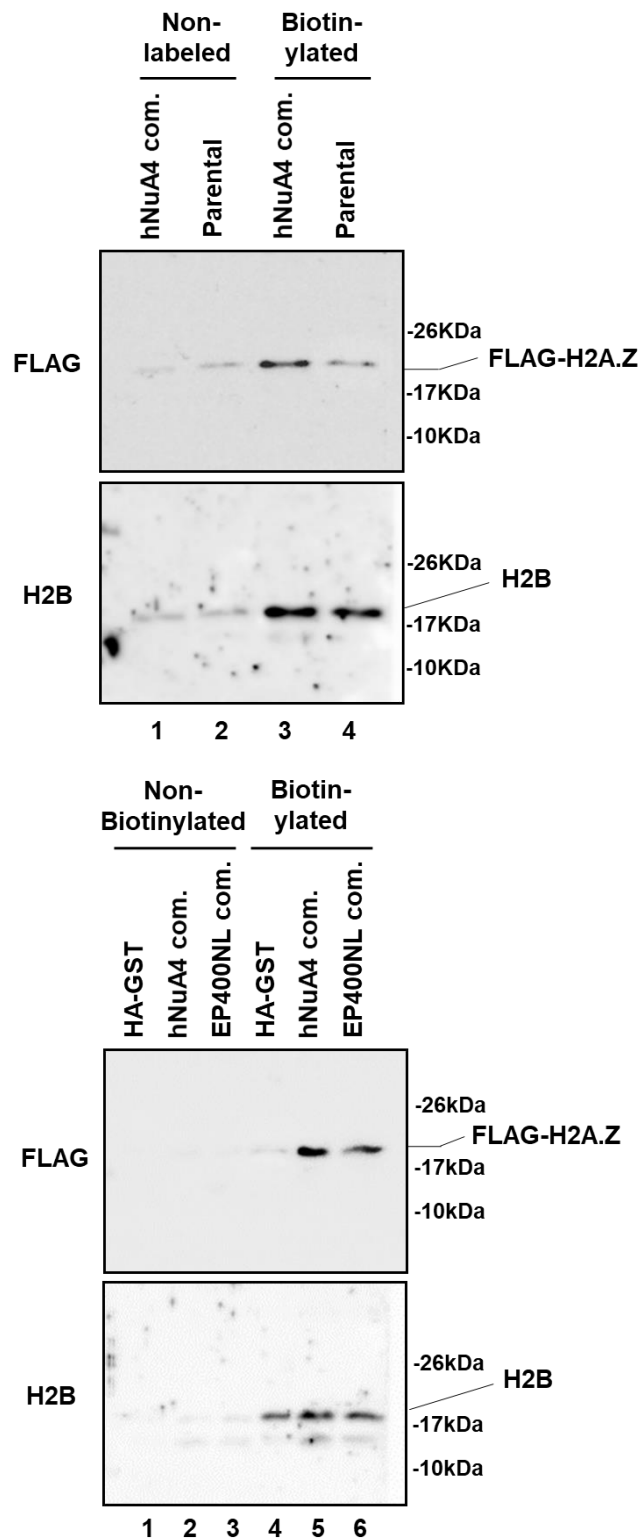 Non-
labeled
Biotin-
ylated
hNuA4 com.
Parental
hNuA4 com.
Parental
FLAG
-26KDa
FLAG-H2A.Z
-17KDa
-10KDa
H2B
-26KDa
H2B
-17KDa
-10KDa
1 2 3 4
Non-
Biotinylated
Biotin-
ylated
HA-GST
hNuA4 com.
EP400NL com.
HA-GST
hNuA4 com.
EP400NL com.
FLAG
-26kDa
FLAG-H2A.Z
-17kDa
-10kDa
H2B
-26kDa
H2B
-17kDa
-10kDa
1 2 3 4 5 6